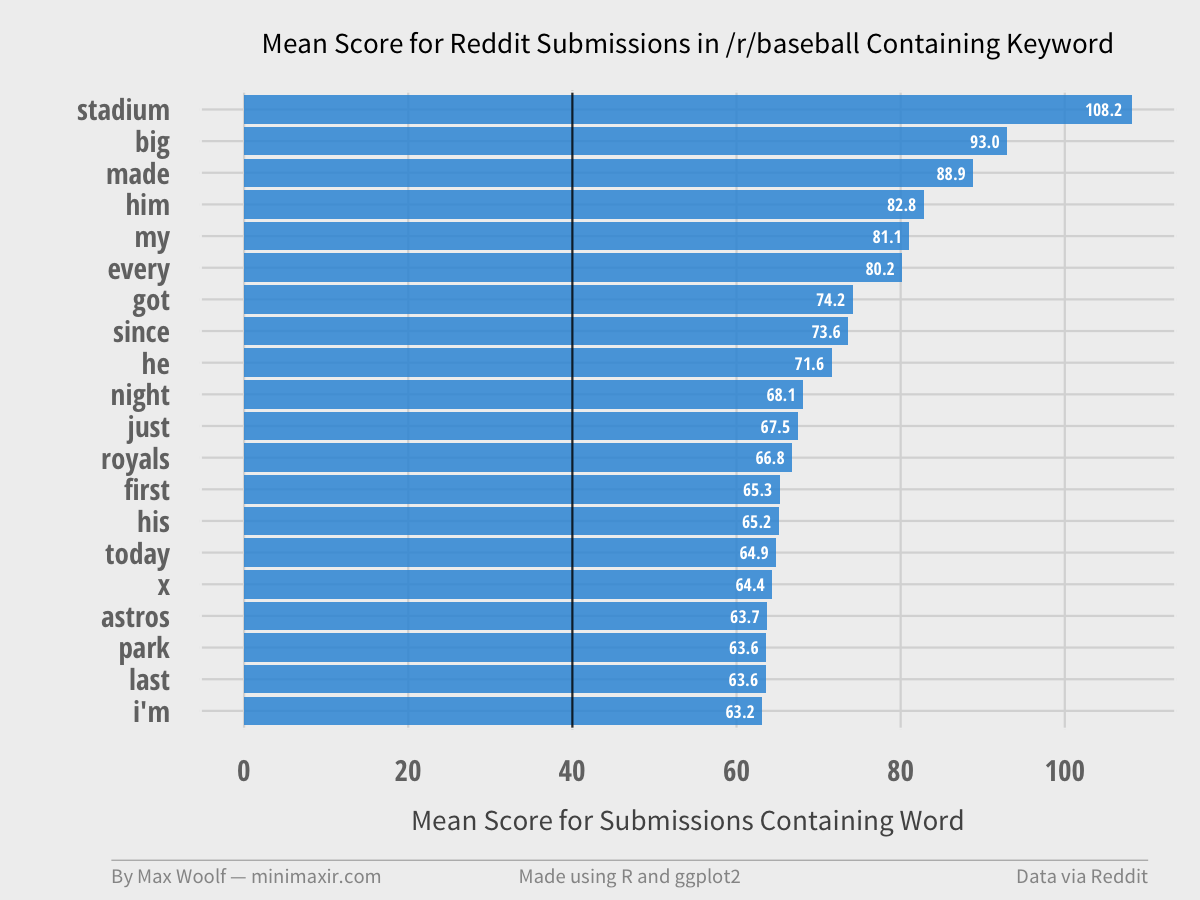 Mean Score for Reddit Submissions in /r/baseball Containing Keyword
stadium 108.2
big 93.0
made 88.9
him 82.8
my 81.1
every 80.2
got 74.2
since 73.6
he 71.6
night 68.1
just 67.5
royals 66.8
first 65.3
his 65.2
today 64.9
x 64.4
astros 63.7
park 63.6
last 63.6
i'm 63.2
0 20 40 60 80 100
Mean Score for Submissions Containing Word
By Max Woolf — minimaxir.com Made using R and ggplot2 Data via Reddit